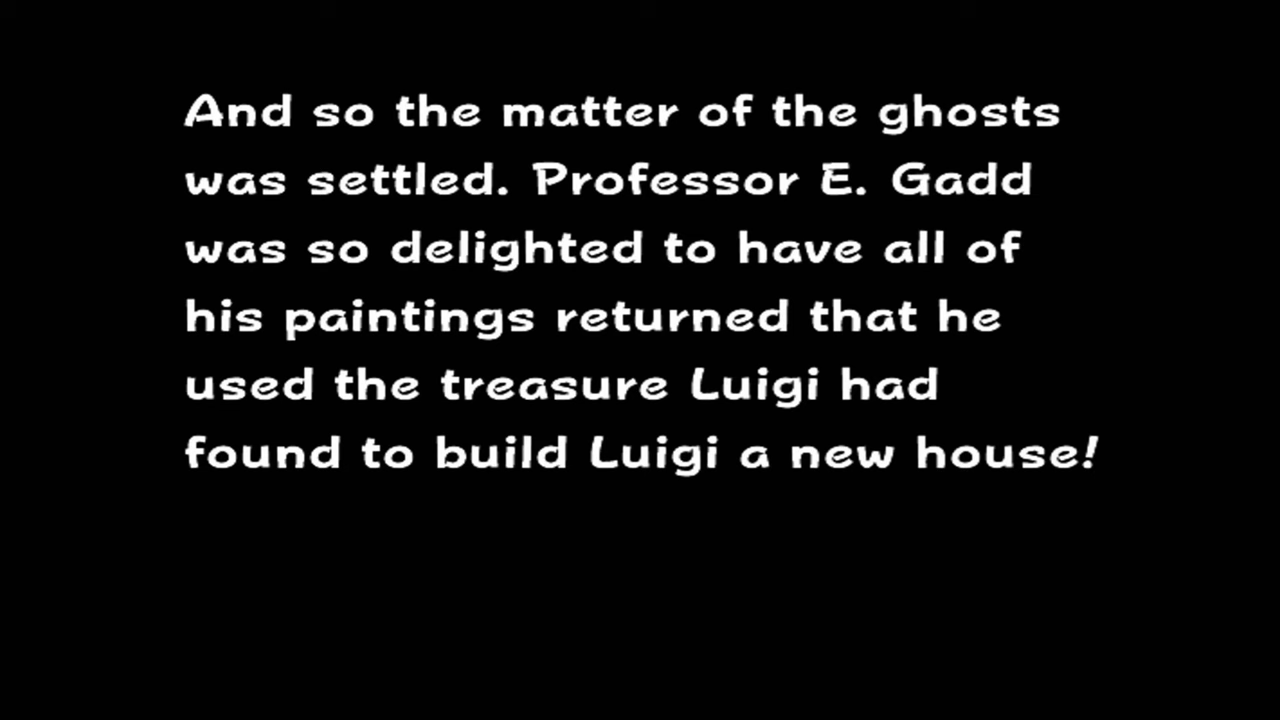 And so the matter of the ghosts
was settled. Professor E. Gadd
was so delighted to have all of
his paintings returned that he
used the treasure Luigi had
found to build Luigi a new house!